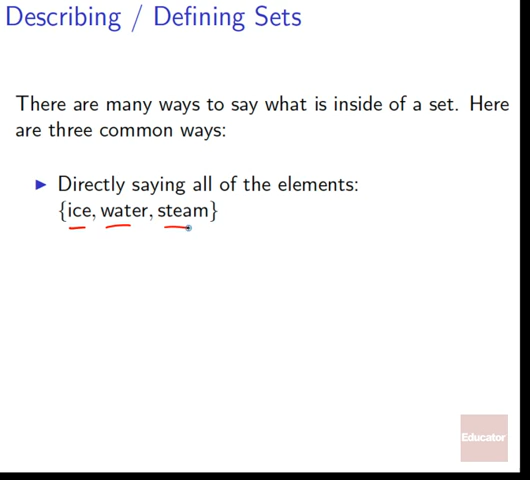 Describing / Defining Sets
There are many ways to say what is inside of a set. Here
are three common ways:
▶ Directly saying all of the elements:
{ice, water, steam}
Educator